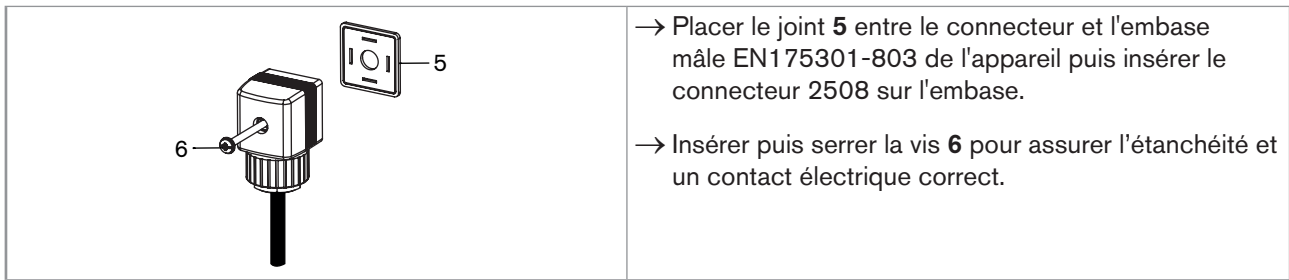 5
6
→ Placer le joint 5 entre le connecteur et l'embase
mâle EN175301-803 de l'appareil puis insérer le
connecteur 2508 sur l'embase.
→ Insérer puis serrer la vis 6 pour assurer l’étanchéité et
un contact électrique correct.